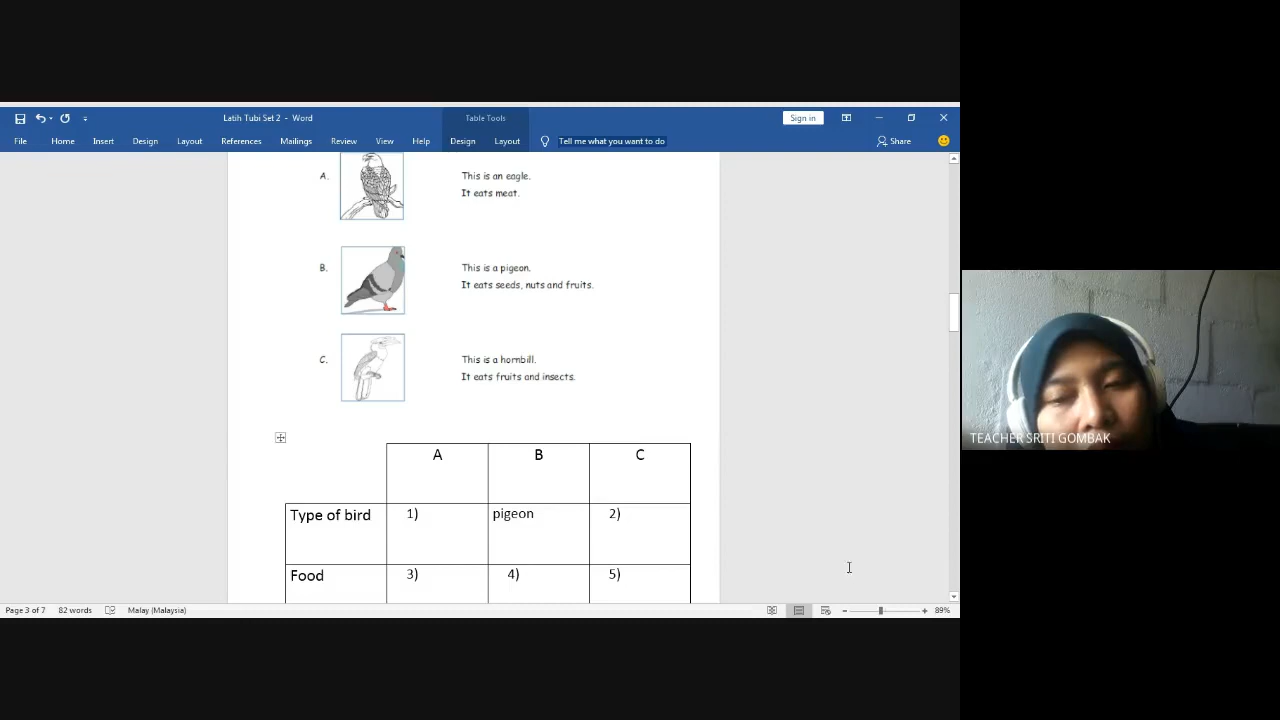 Latih Tubi Set 2 - Word
Table Tools
Sign in
File Home Insert Design Layout References Mailings Review View Help Design Layout Tell me what you want to do Share
A. This is an eagle.
It eats meat.
B. This is a pigeon.
It eats seeds, nuts and fruits.
C. This is a hornbill.
It eats fruits and insects.
A B C
Type of bird 1) pigeon 2)
Food 3) 4) 5)
Page 3 of 7 82 words Malay (Malaysia) 89%
TEACHER SRITI GOMBAK